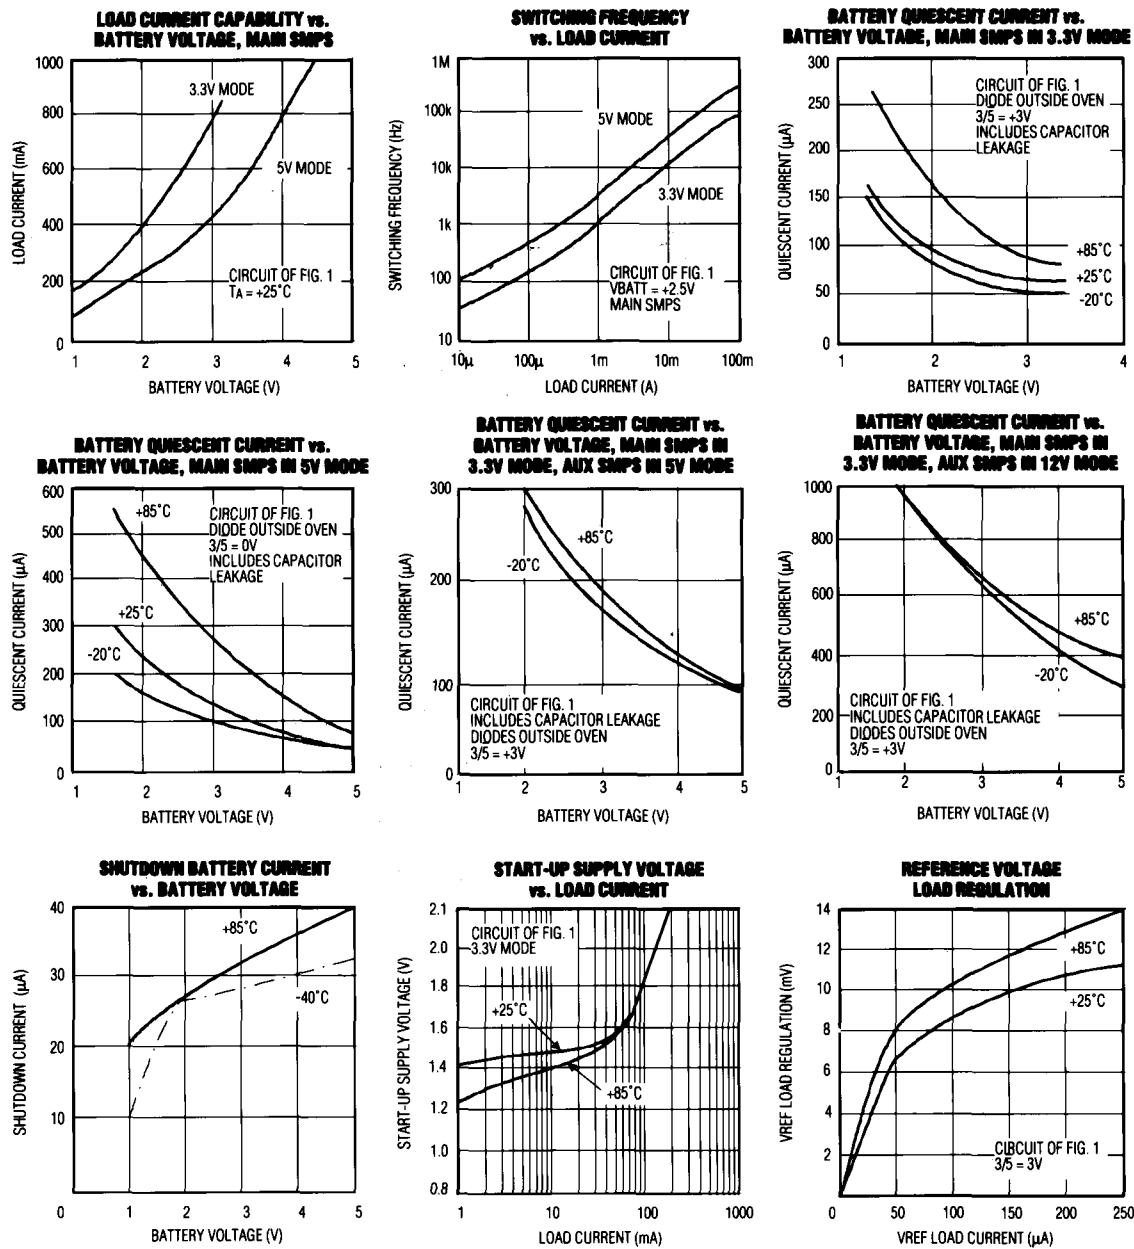 LOAD CURRENT CAPABILITY vs.
BATTERY VOLTAGE, MAIN SMPS
LOAD CURRENT (mA)
1000
800
600
400
200
0
3.3V MODE
5V MODE
CIRCUIT OF FIG. 1
TA = +25°C
1 2 3 4 5
BATTERY VOLTAGE (V)
SWITCHING FREQUENCY
vs. LOAD CURRENT
SWITCHING FREQUENCY (Hz)
1M
100k
10k
1k
100
10
5V MODE
3.3V MODE
CIRCUIT OF FIG. 1
VBATT = +2.5V
MAIN SMPS
10µ 100µ 1m 10m 100m
LOAD CURRENT (A)
BATTERY QUIESCENT CURRENT vs.
BATTERY VOLTAGE, MAIN SMPS IN 3.3V MODE
QUIESCENT CURRENT (µA)
300
250
200
150
100
50
0
CIRCUIT OF FIG. 1
DIODE OUTSIDE OVEN
3/5 = +3V
INCLUDES CAPACITOR
LEAKAGE
+85°C
+25°C
-20°C
1 2 3 4
BATTERY VOLTAGE (V)
BATTERY QUIESCENT CURRENT vs.
BATTERY VOLTAGE, MAIN SMPS IN 5V MODE
QUIESCENT CURRENT (µA)
600
500
400
300
200
100
0
+85°C
CIRCUIT OF FIG. 1
DIODE OUTSIDE OVEN
3/5 = 0V
INCLUDES CAPACITOR
LEAKAGE
+25°C
-20°C
1 2 3 4 5
BATTERY VOLTAGE (V)
BATTERY QUIESCENT CURRENT vs.
BATTERY VOLTAGE, MAIN SMPS IN
3.3V MODE, AUX SMPS IN 5V MODE
QUIESCENT CURRENT (µA)
300
200
100
0
+85°C
-20°C
CIRCUIT OF FIG. 1
INCLUDES CAPACITOR LEAKAGE
DIODES OUTSIDE OVEN
3/5 = +3V
1 2 3 4 5
BATTERY VOLTAGE (V)
BATTERY QUIESCENT CURRENT vs.
BATTERY VOLTAGE, MAIN SMPS IN
3.3V MODE, AUX SMPS IN 12V MODE
QUIESCENT CURRENT (µA)
1000
800
600
400
200
0
+85°C
-20°C
CIRCUIT OF FIG. 1
INCLUDES CAPACITOR LEAKAGE
DIODES OUTSIDE OVEN
3/5 = +3V
1 2 3 4 5
BATTERY VOLTAGE (V)
SHUTDOWN BATTERY CURRENT
vs. BATTERY VOLTAGE
SHUTDOWN CURRENT (µA)
40
30
20
10
+85°C
-40°C
0 1 2 3 4 5
BATTERY VOLTAGE (V)
START-UP SUPPLY VOLTAGE
vs. LOAD CURRENT
START-UP SUPPLY VOLTAGE (V)
2.1
2.0
1.8
1.6
1.4
1.2
1.0
0.8
CIRCUIT OF FIG. 1
3.3V MODE
+25°C
+85°C
1 10 100 1000
LOAD CURRENT (mA)
REFERENCE VOLTAGE
LOAD REGULATION
VREF LOAD REGULATION (mV)
14
12
10
8
6
4
2
+85°C
+25°C
CIRCUIT OF FIG. 1
3/5 = 3V
0 50 100 150 200 250
VREF LOAD CURRENT (µA)